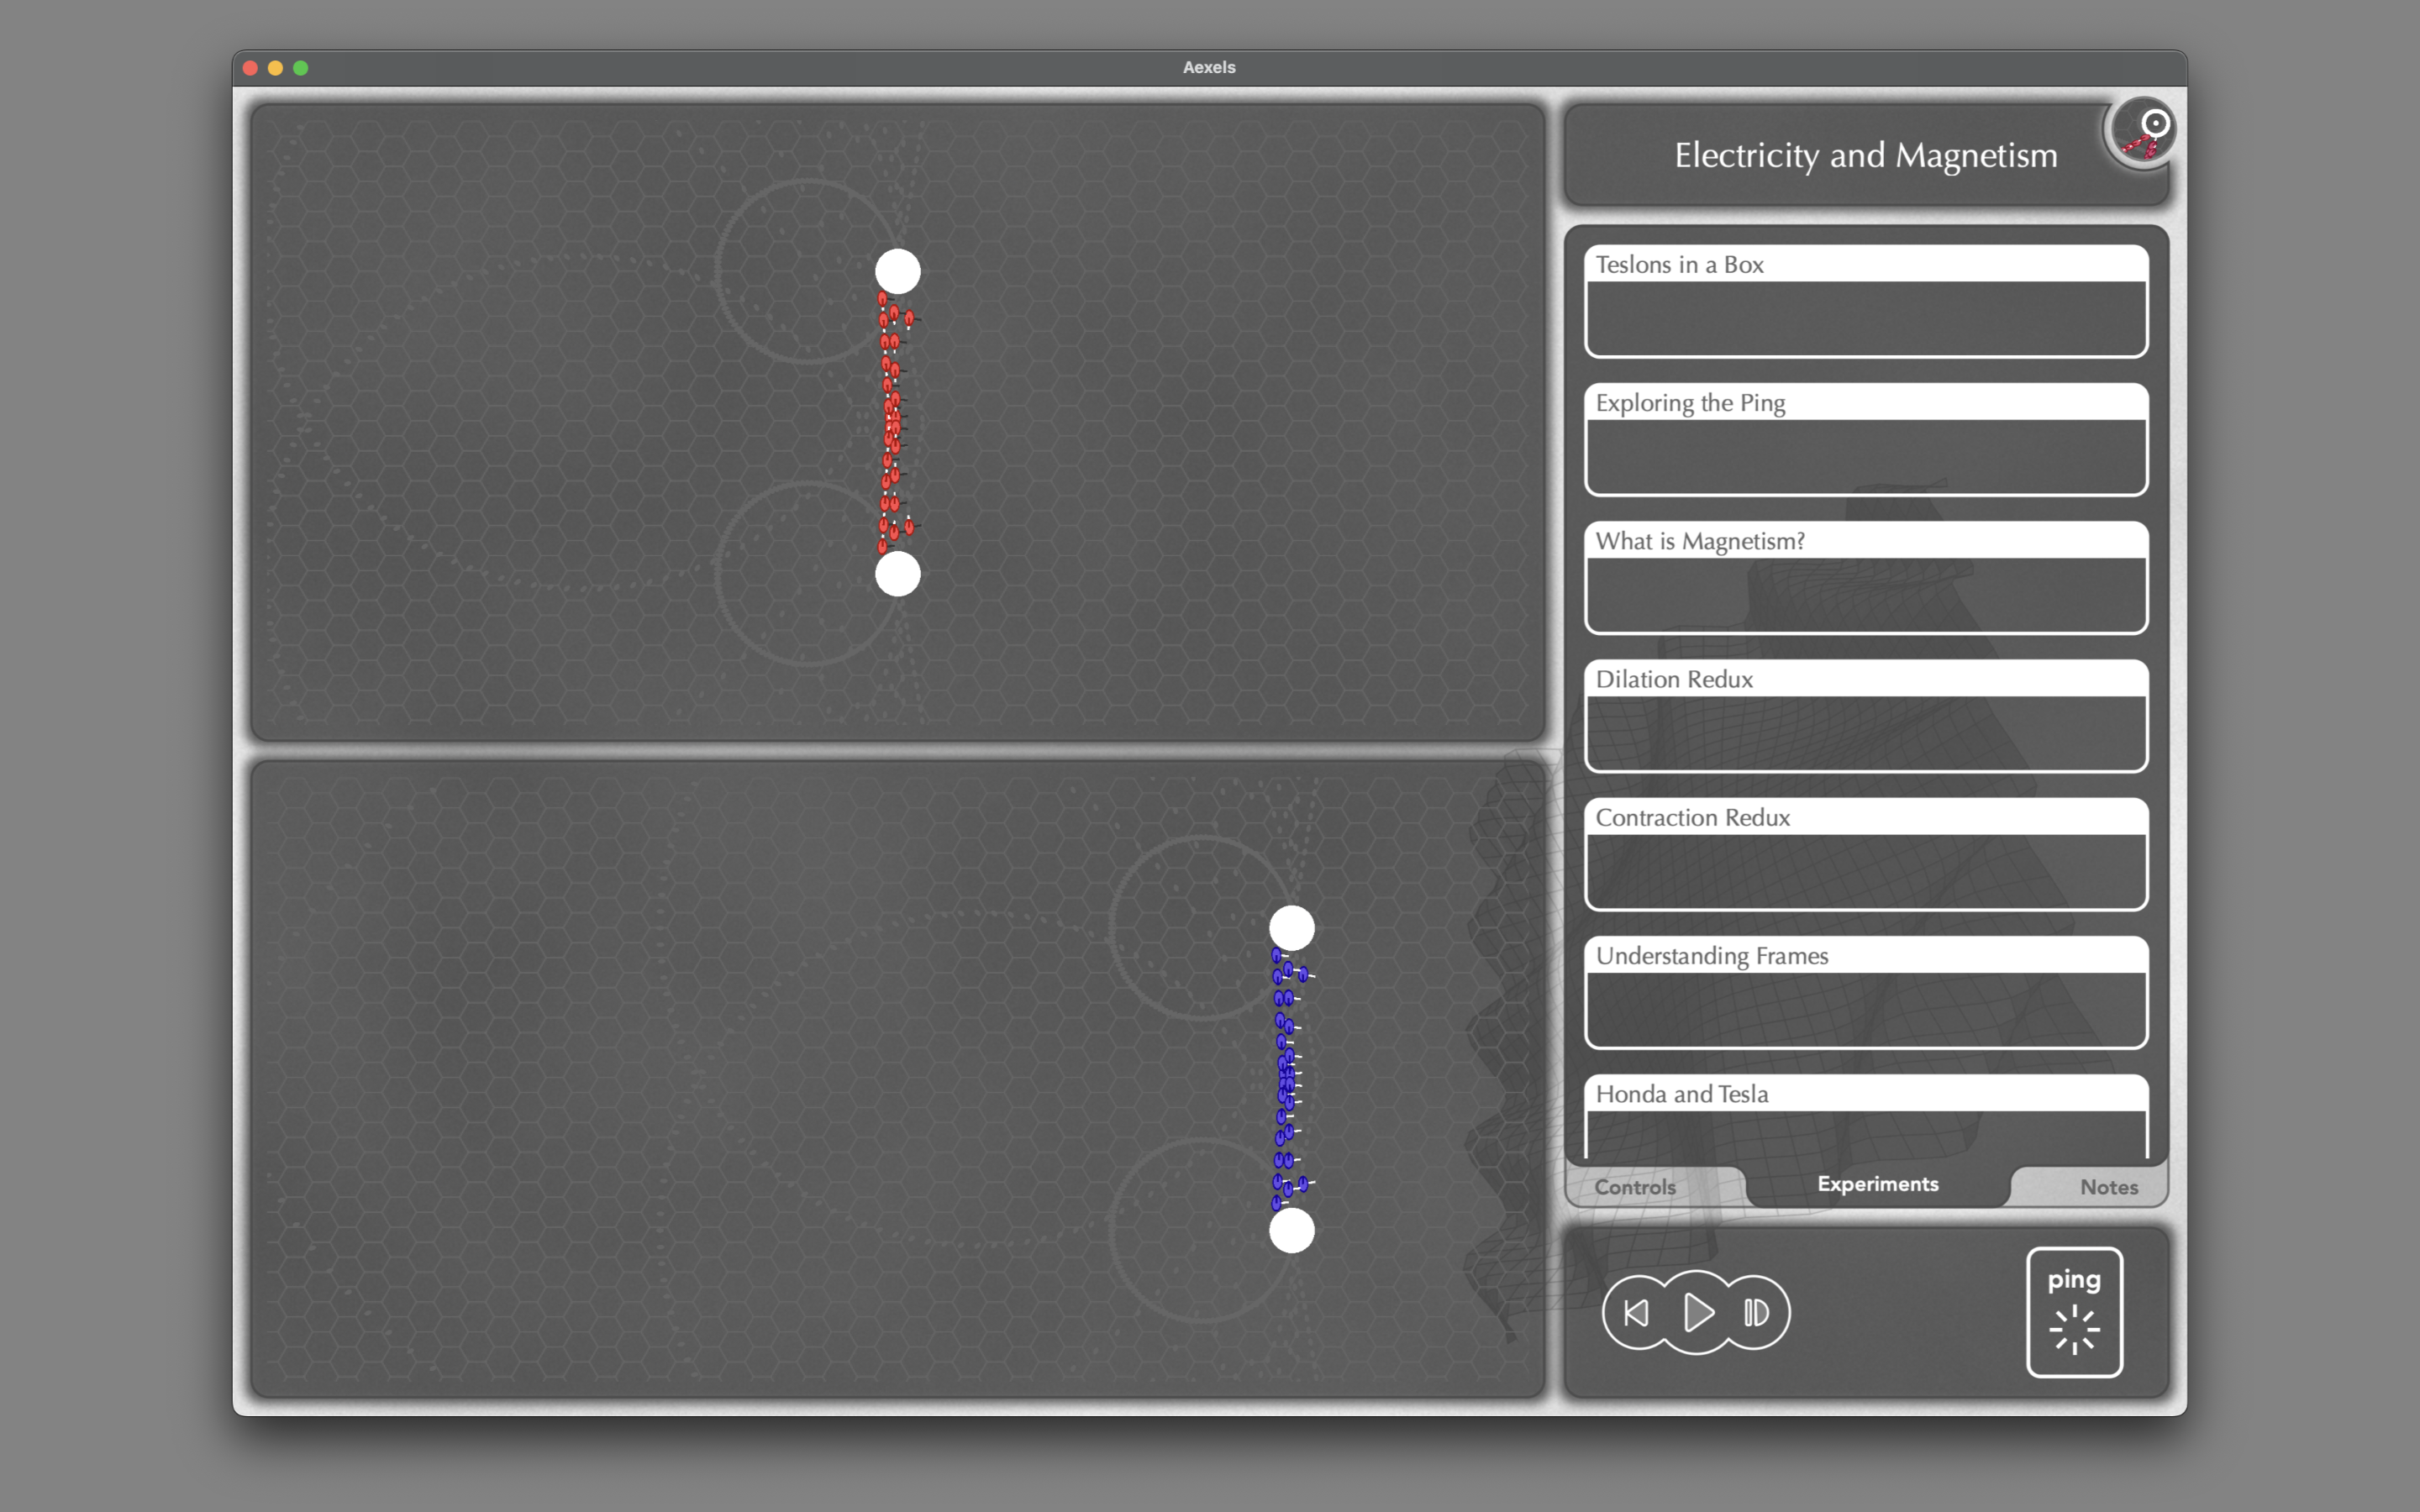 Aexels
Electricity and Magnetism
Teslons in a Box
Exploring the Ping
What is Magnetism?
Dilation Redux
Contraction Redux
Understanding Frames
Honda and Tesla
Controls
Experiments
Notes
ping